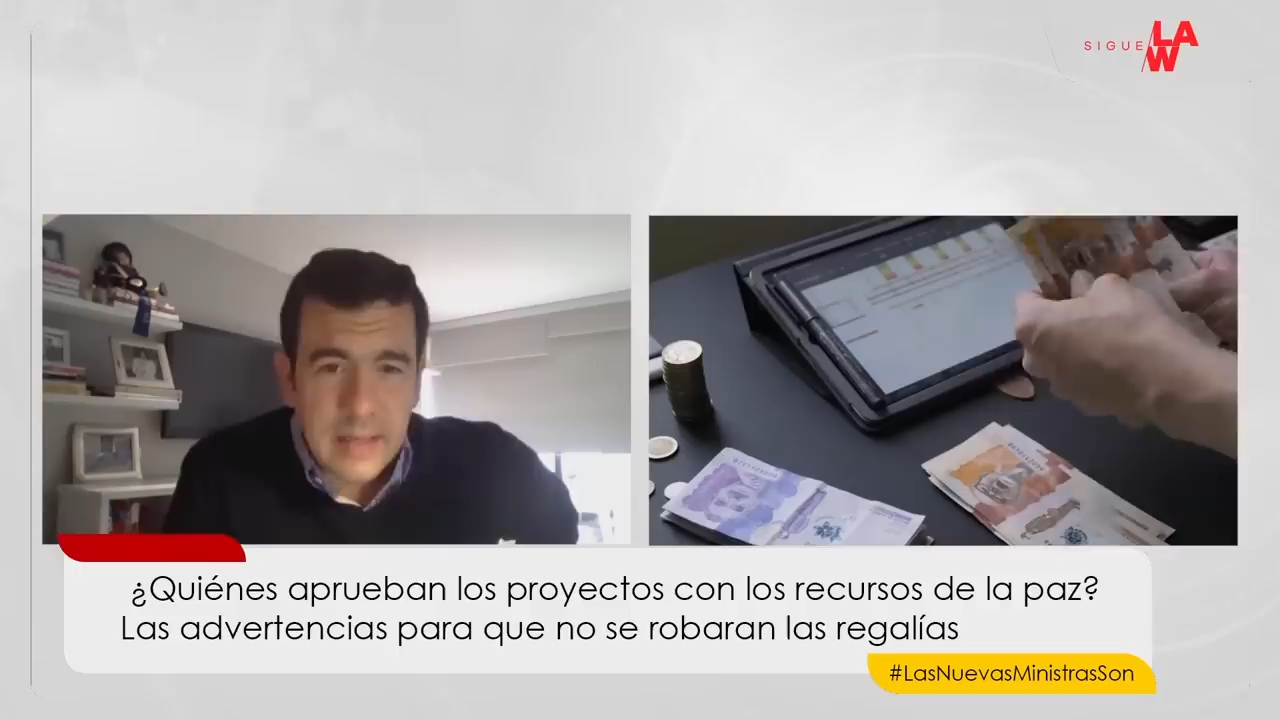 SIGUE LA W
¿Quiénes aprueban los proyectos con los recursos de la paz?
Las advertencias para que no se robaran las regalías
#LasNuevasMinistrasSon